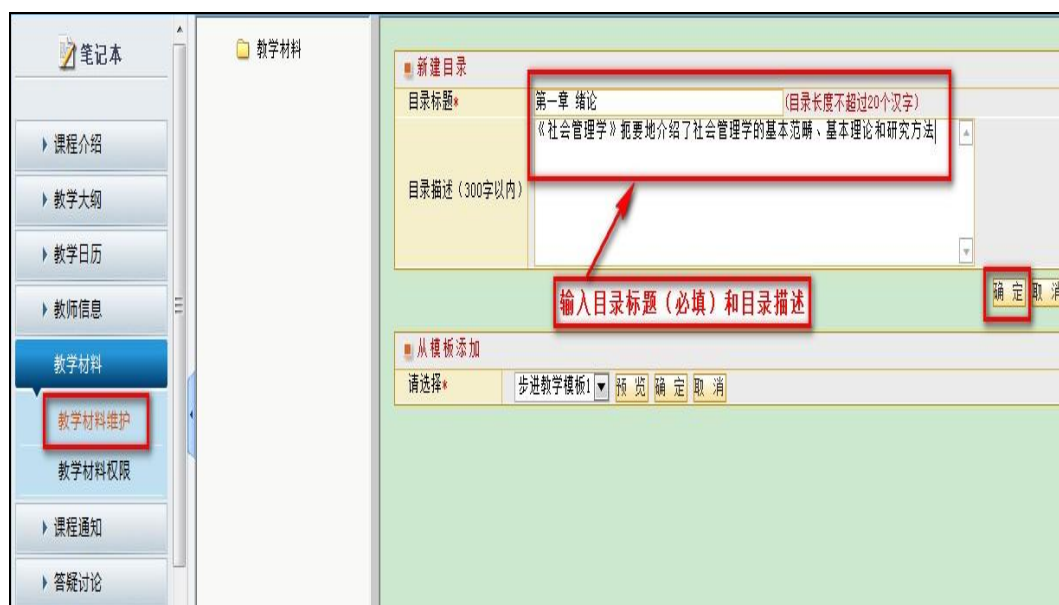 笔记本
课程介绍
教学大纲
教学日历
教师信息
教学材料
教学材料维护
教学材料权限
课程通知
答疑讨论
教学材料
新建目录
目录标题* 第一章 绪论 (目录长度不超过20个汉字)
目录描述（300字以内） 《社会管理学》扼要地介绍了社会管理学的基本范畴、基本理论和研究方法
确 定 取 消
输入目录标题（必填）和目录描述
从模板添加
请选择* 步进教学模板1 预 览 确 定 取 消